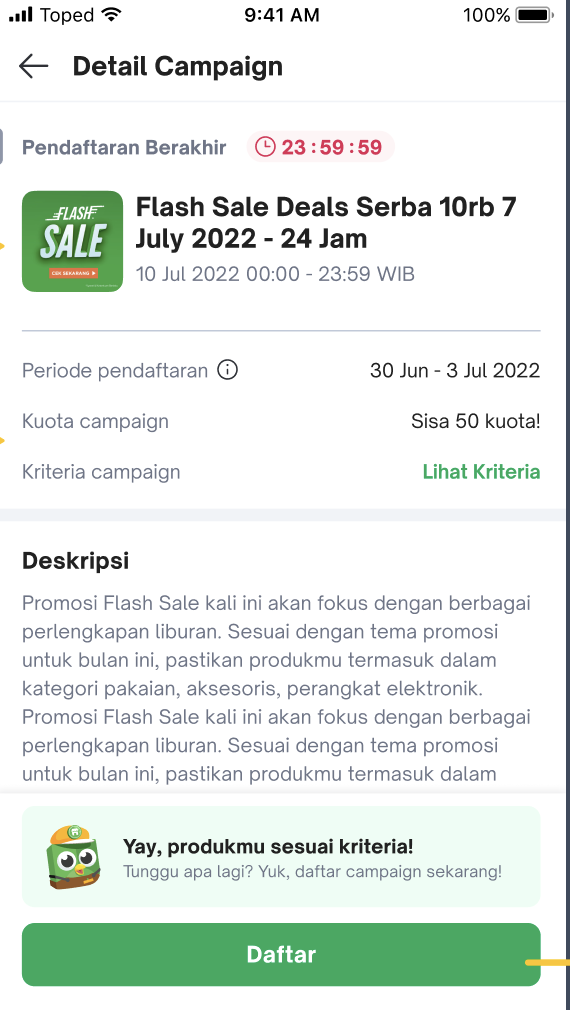 Toped 9:41 AM 100%
Detail Campaign
Pendaftaran Berakhir 23 : 59 : 59
FLASH
SALE
CEK SEKARANG
Flash Sale Deals Serba 10rb 7
July 2022 - 24 Jam
10 Jul 2022 00:00 - 23:59 WIB
Periode pendaftaran 30 Jun - 3 Jul 2022
Kuota campaign Sisa 50 kuota!
Kriteria campaign Lihat Kriteria
Deskripsi
Promosi Flash Sale kali ini akan fokus dengan berbagai
perlengkapan liburan. Sesuai dengan tema promosi
untuk bulan ini, pastikan produkmu termasuk dalam
kategori pakaian, aksesoris, perangkat elektronik.
Promosi Flash Sale kali ini akan fokus dengan berbagai
perlengkapan liburan. Sesuai dengan tema promosi
untuk bulan ini, pastikan produkmu termasuk dalam
Yay, produkmu sesuai kriteria!
Tunggu apa lagi? Yuk, daftar campaign sekarang!
Daftar